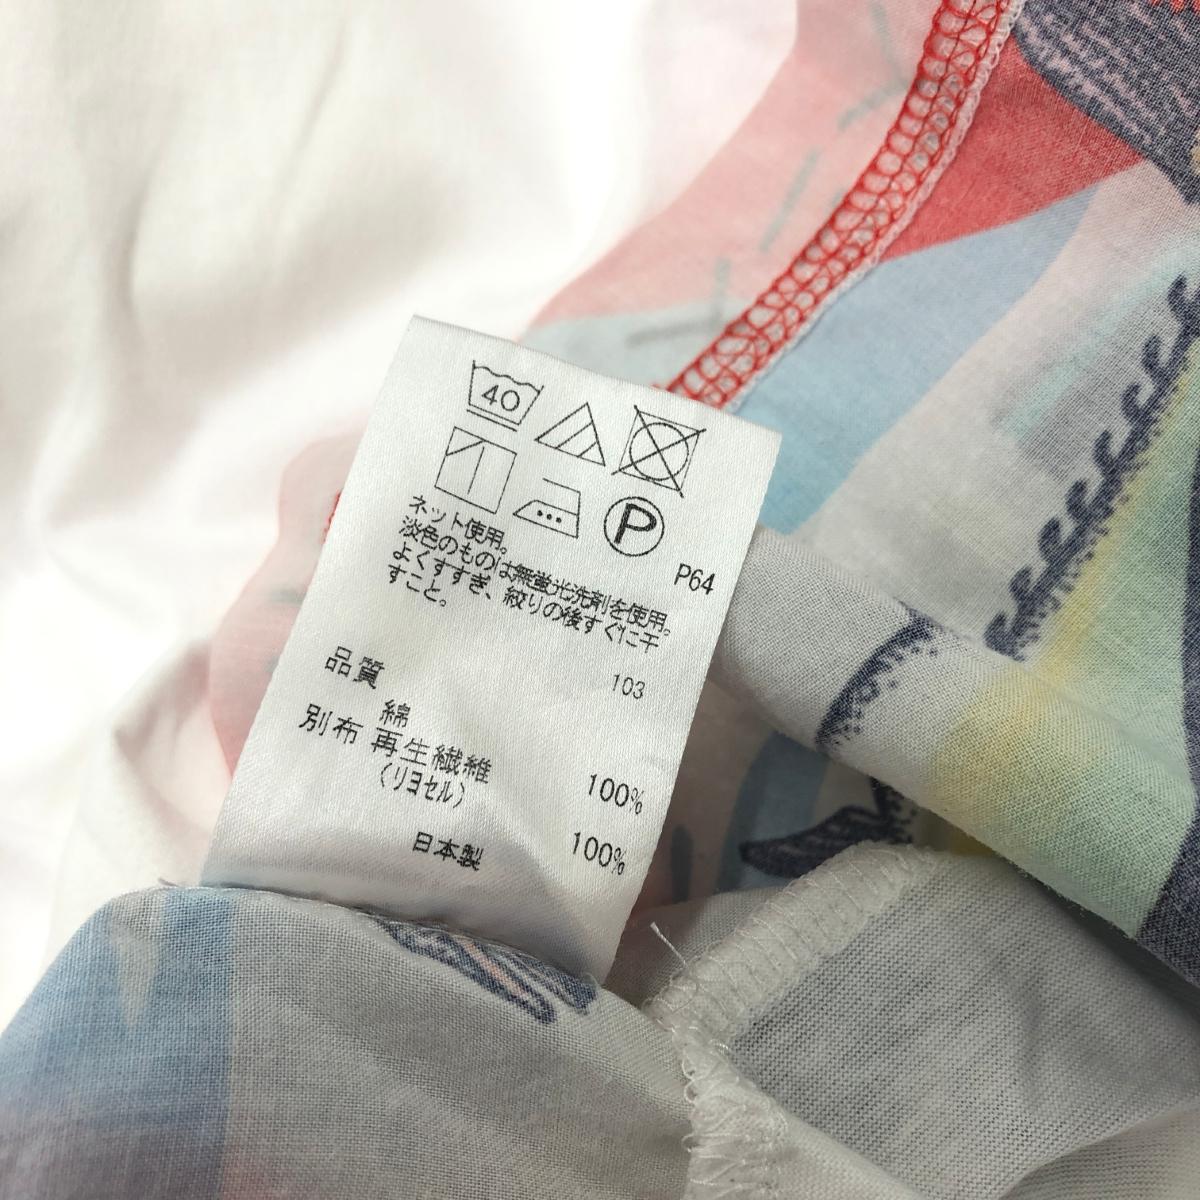 40
P
P64
ネット使用。
淡色のものは無蛍光洗剤を使用。
よくすすぎ、絞りの後すぐに干
すこと。
品質 103
綿 100%
別布 再生繊維 100%
(リヨセル)
日本製